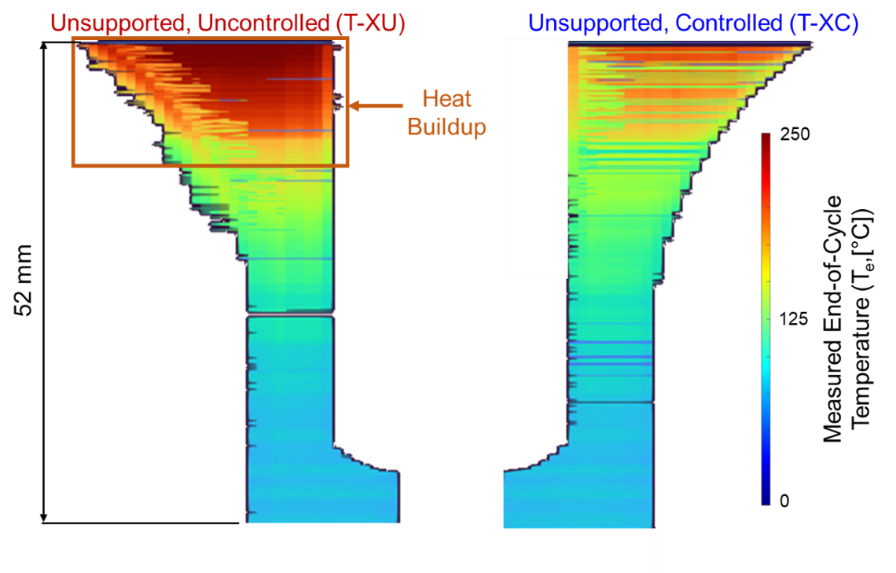 Unsupported, Uncontrolled (T-XU)
Unsupported, Controlled (T-XC)
Heat
Buildup
250
125
0
52 mm
Measured End-of-Cycle
Temperature (Te,[°C])